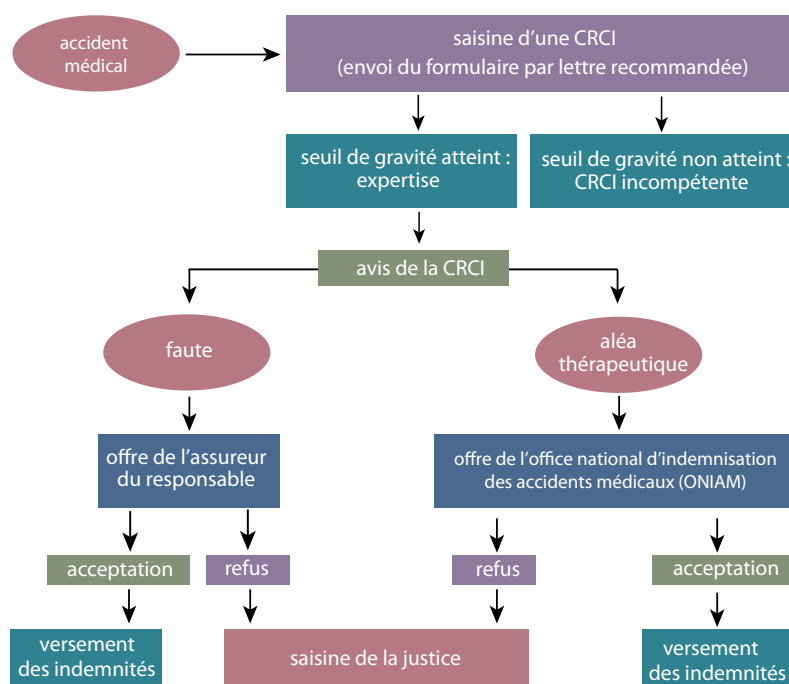 accident
médical
saisine d’une CRCI
(envoi du formulaire par lettre recommandée)
seuil de gravité atteint :
expertise
seuil de gravité non atteint :
CRCI incompétente
avis de la CRCI
faute
aléa
thérapeutique
offre de l’assureur
du responsable
offre de l’office national d’indemnisation
des accidents médicaux (ONIAM)
acceptation
refus
refus
acceptation
versement
des indemnités
saisine de la justice
versement
des indemnités